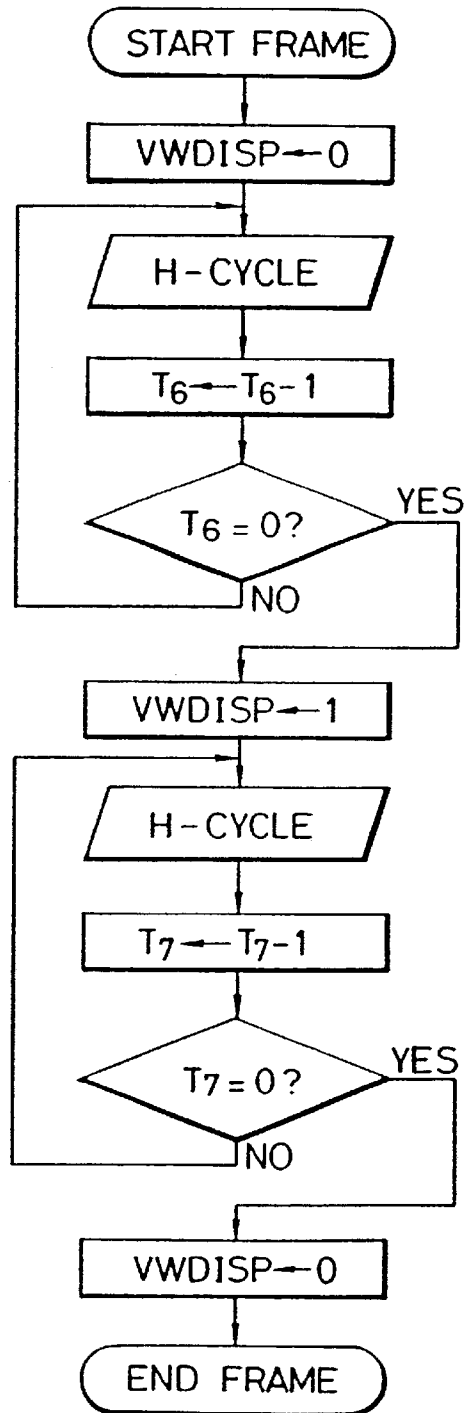 START FRAME
VWDISP←0
H-CYCLE
T₆←T₆-1
T₆=0?
YES
NO
VWDISP←1
H-CYCLE
T₇←T₇-1
T₇=0?
YES
NO
VWDISP←0
END FRAME